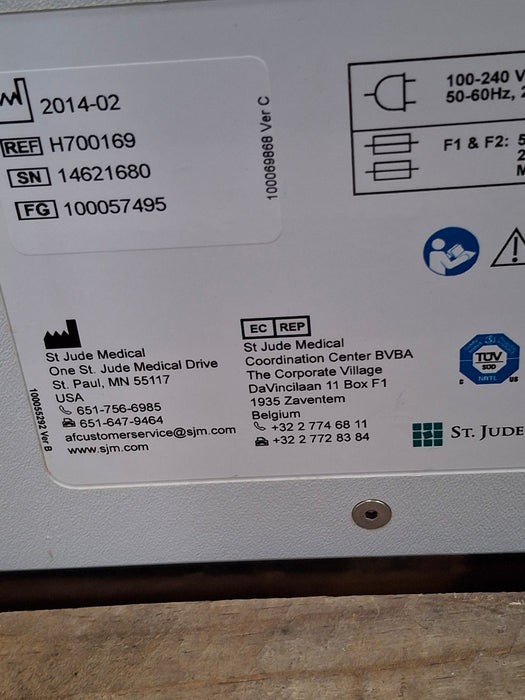 2014-02
REF H700169
SN 14621680
FG 100057495
100069868 Ver C
100-240 V
50-60Hz, 2
F1 & F2: 5
2
M
EC REP
St Jude Medical
One St. Jude Medical Drive
St. Paul, MN 55117
USA
651-756-6985
651-647-9464
afcustomerservice@sjm.com
www.sjm.com
St Jude Medical
Coordination Center BVBA
The Corporate Village
DaVincilaan 11 Box F1
1935 Zaventem
Belgium
+32 2 774 68 11
+32 2 772 83 84
100055292 Ver B
TÜV
SÜD
NRTL
C US
ST. JUDE